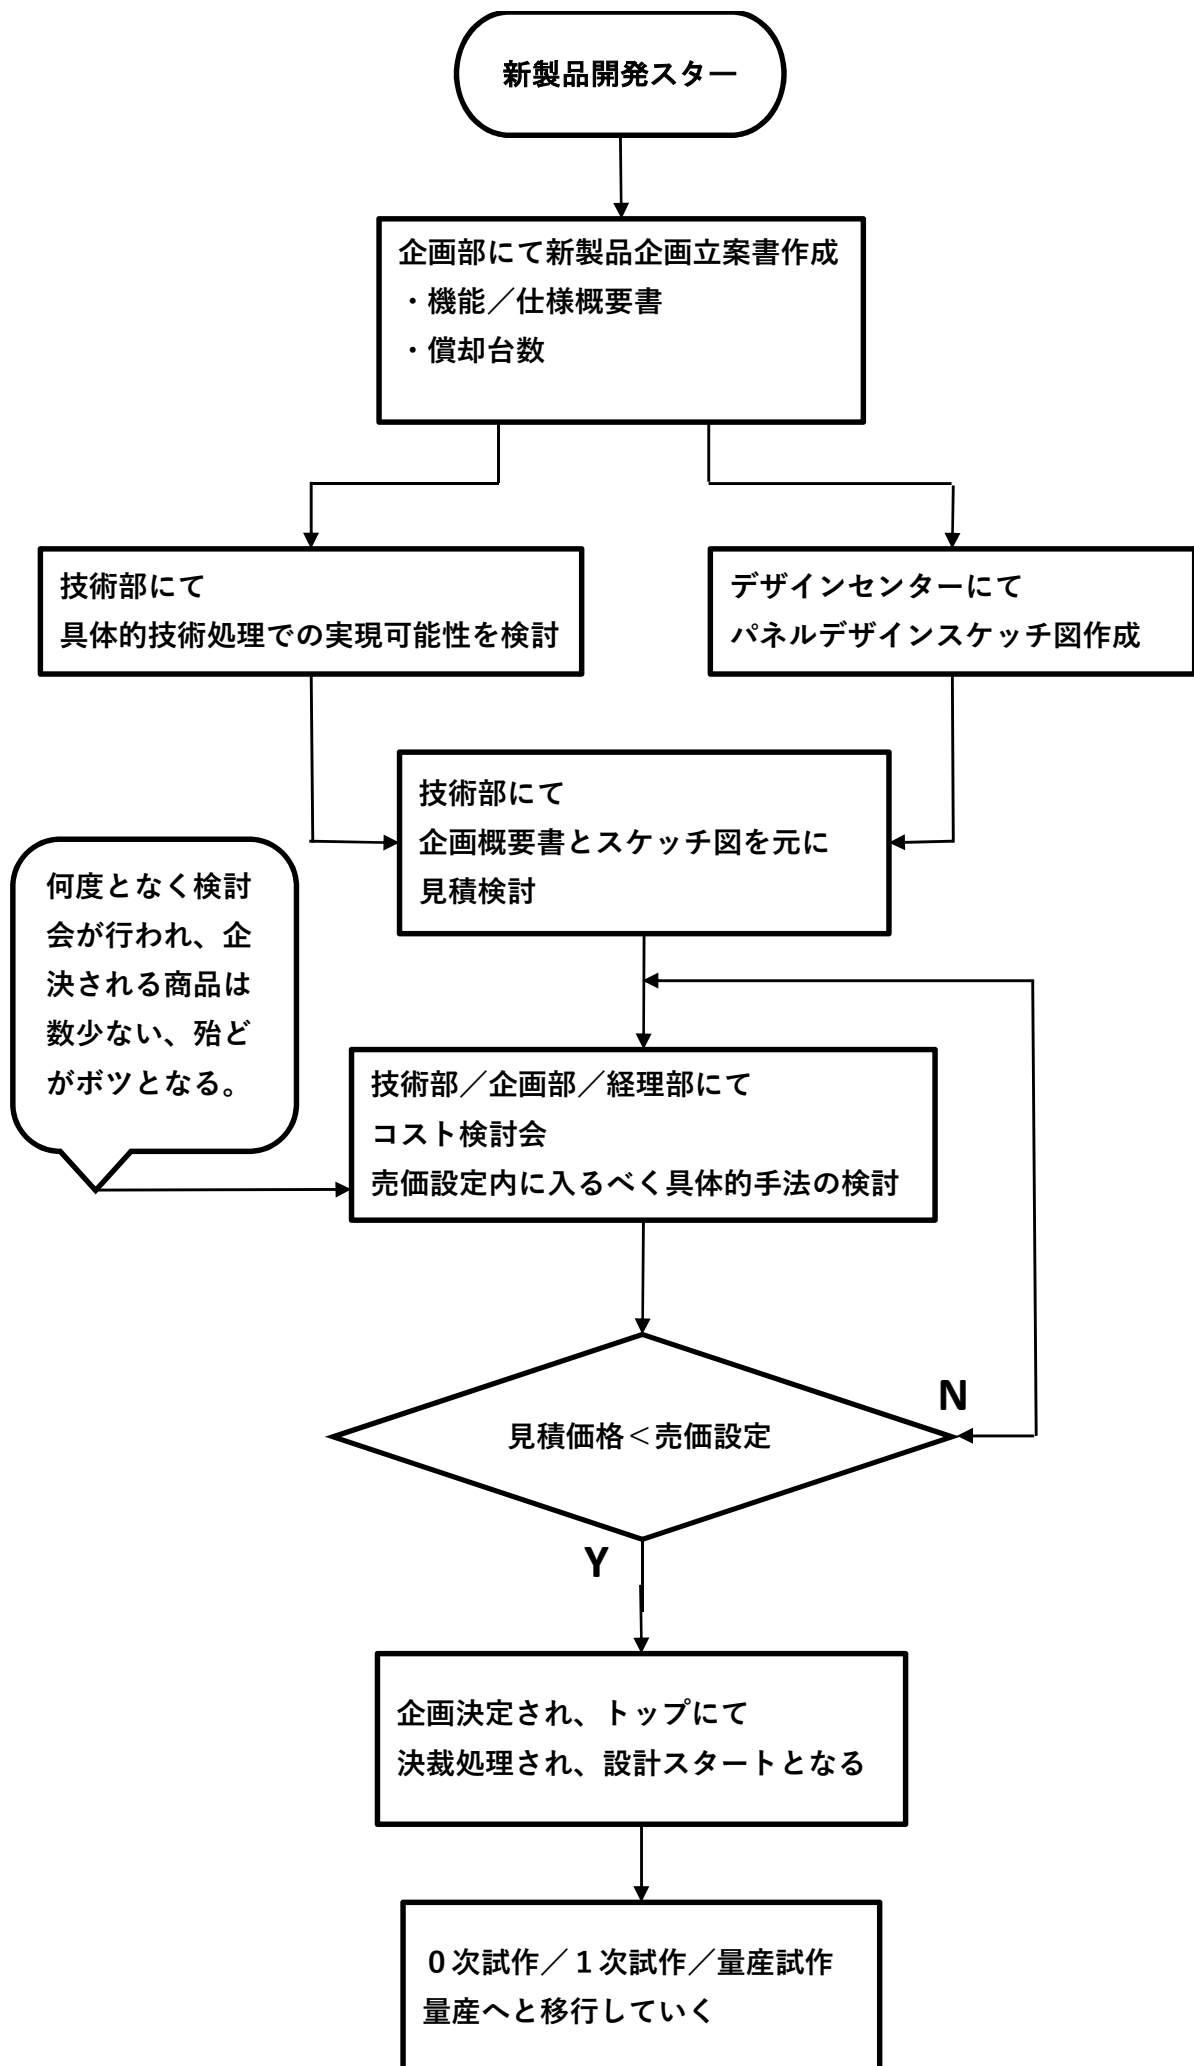 新製品開発スター
企画部にて新製品企画立案書作成
・機能／仕様概要書
・償却台数
技術部にて
具体的技術処理での実現可能性を検討
デザインセンターにて
パネルデザインスケッチ図作成
技術部にて
企画概要書とスケッチ図を元に
見積検討
何度となく検討
会が行われ、企
決される商品は
数少ない、殆ど
がボツとなる。
技術部／企画部／経理部にて
コスト検討会
売価設定内に入るべく具体的手法の検討
見積価格＜売価設定
N
Y
企画決定され、トップにて
決裁処理され、設計スタートとなる
０次試作／１次試作／量産試作
量産へと移行していく